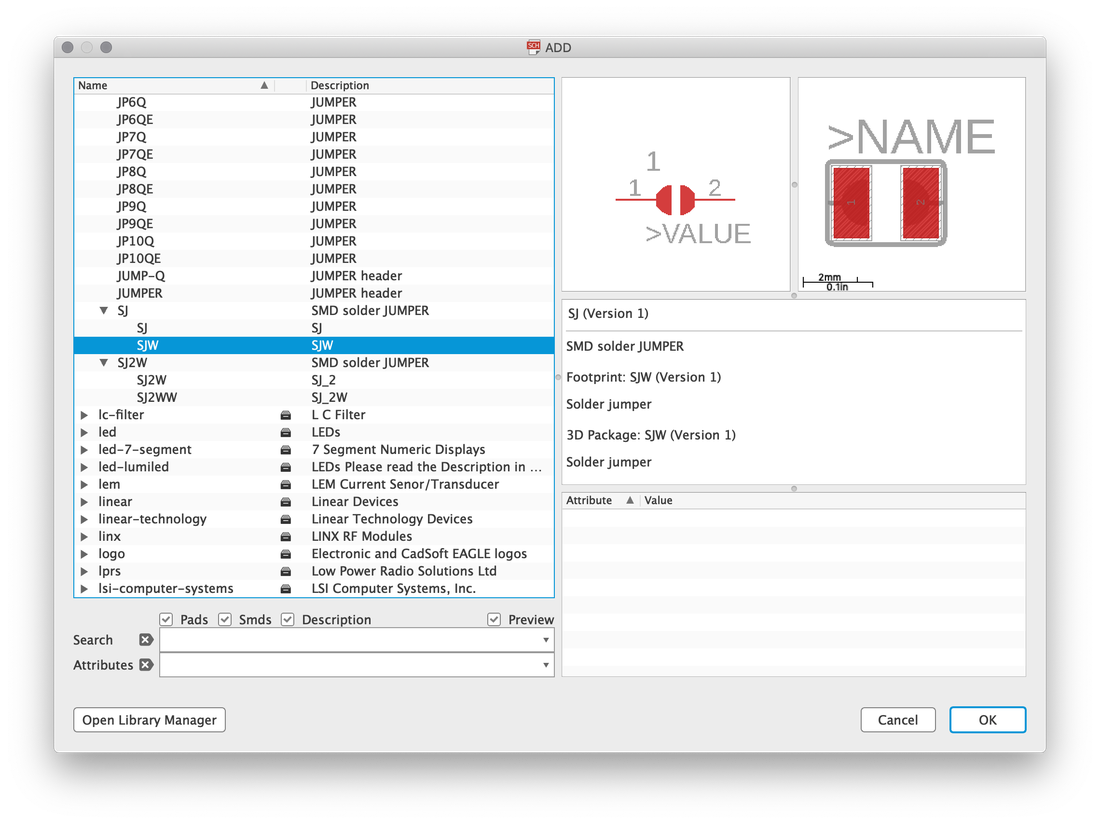 SCH ADD
Name Description
JP6Q JUMPER
JP6QE JUMPER
JP7Q JUMPER
JP7QE JUMPER
JP8Q JUMPER
JP8QE JUMPER
JP9Q JUMPER
JP9QE JUMPER
JP10Q JUMPER
JP10QE JUMPER
JUMP-Q JUMPER header
JUMPER JUMPER header
SJ SMD solder JUMPER
SJ SJ
SJW SJW
SJ2W SMD solder JUMPER
SJ2W SJ_2
SJ2WW SJ_2W
lc-filter L C Filter
led LEDs
led-7-segment 7 Segment Numeric Displays
led-lumiled LEDs Please read the Description in ...
lem LEM Current Senor/Transducer
linear Linear Devices
linear-technology Linear Technology Devices
linx LINX RF Modules
logo Electronic and CadSoft EAGLE logos
lprs Low Power Radio Solutions Ltd
lsi-computer-systems LSI Computer Systems, Inc.
Pads Smds Description Preview
Search
Attributes
Open Library Manager
1
1 2
>VALUE
>NAME
1 2
2mm
0.1in
SJ (Version 1)
SMD solder JUMPER
Footprint: SJW (Version 1)
Solder jumper
3D Package: SJW (Version 1)
Solder jumper
Attribute Value
Cancel OK